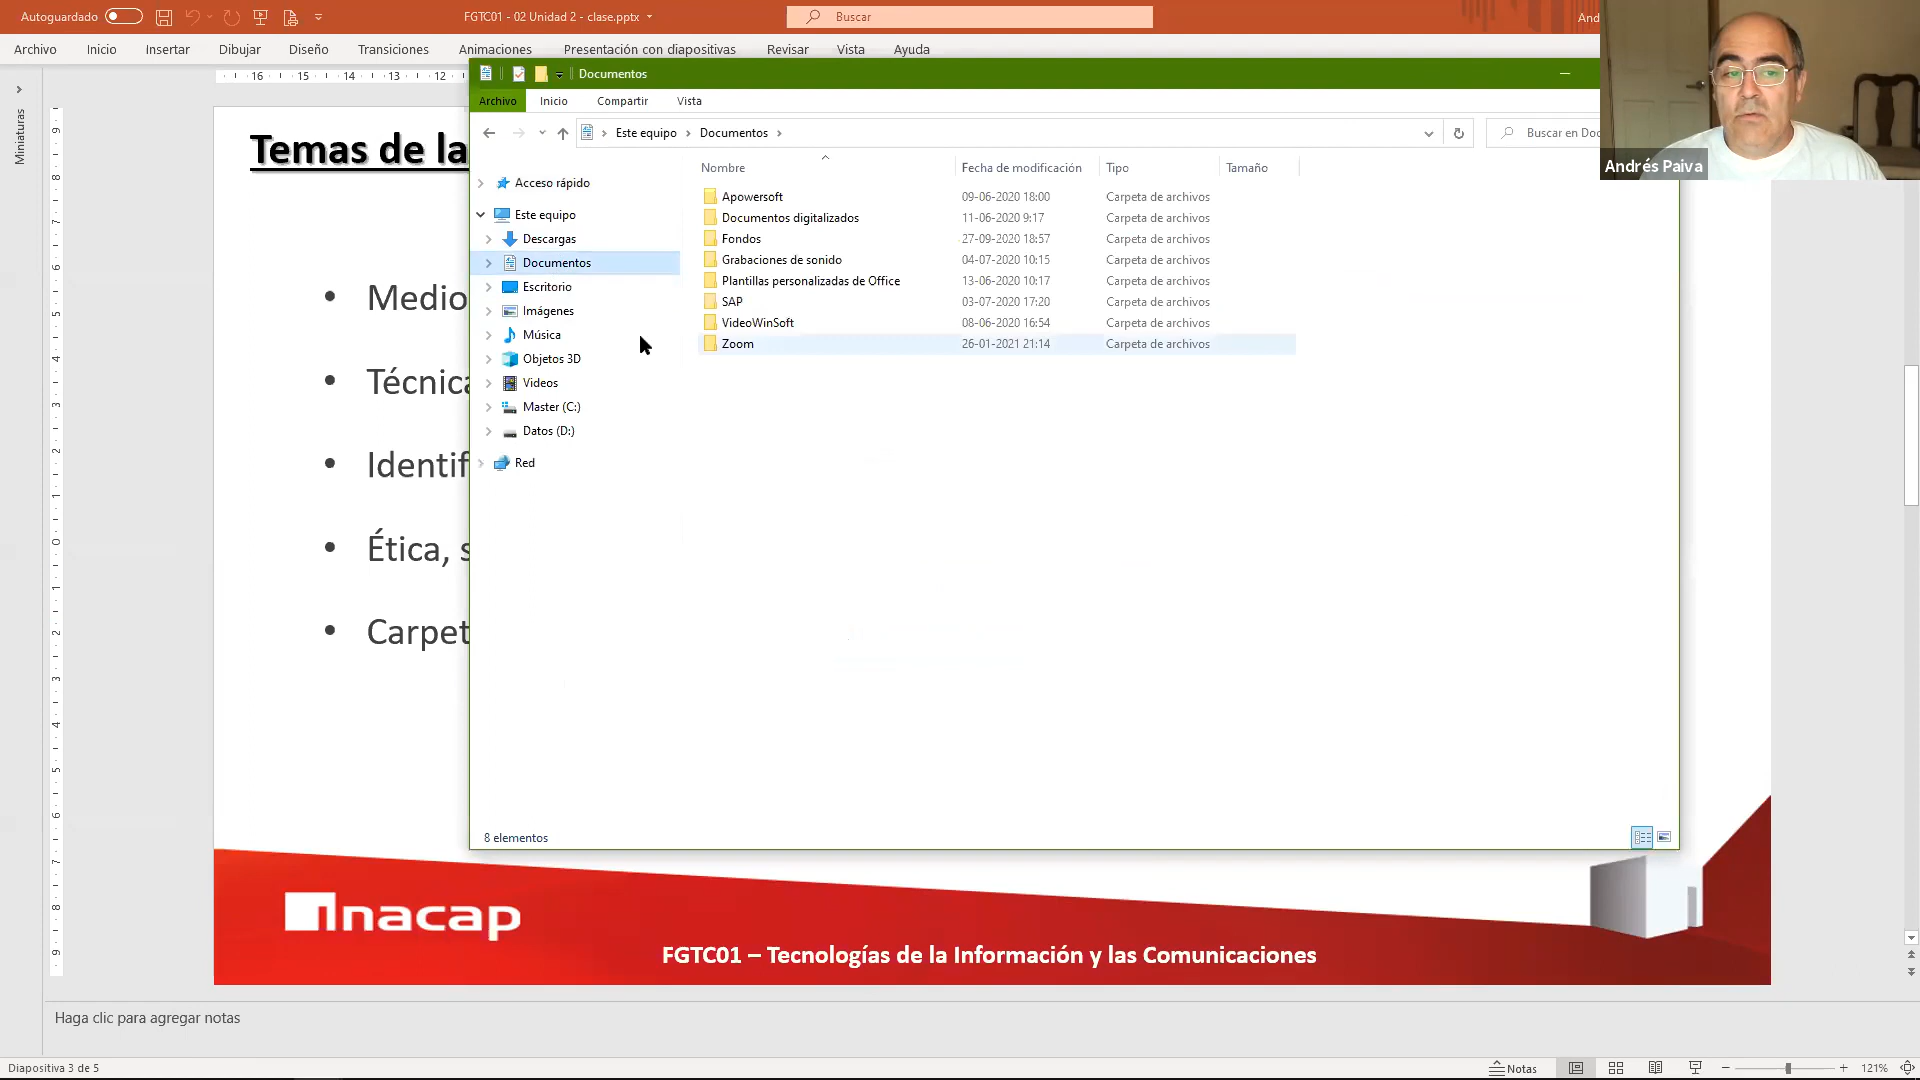 Autoguardado
FGTC01 - 02 Unidad 2 - clase.pptx
Buscar
And
Archivo Inicio Insertar Dibujar Diseño Transiciones Animaciones Presentación con diapositivas Revisar Vista Ayuda
16 15 14 13 12
Miniaturas
Temas de la
Medio
Técnica
Identif
Ética, s
Carpet
Documentos
Archivo Inicio Compartir Vista
Este equipo Documentos
Buscar en Doc
Nombre Fecha de modificación Tipo Tamaño
Acceso rápido
Este equipo
Descargas
Documentos
Escritorio
Imágenes
Música
Objetos 3D
Videos
Master (C:)
Datos (D:)
Red
Apowersoft 09-06-2020 18:00 Carpeta de archivos
Documentos digitalizados 11-06-2020 9:17 Carpeta de archivos
Fondos 27-09-2020 18:57 Carpeta de archivos
Grabaciones de sonido 04-07-2020 10:15 Carpeta de archivos
Plantillas personalizadas de Office 13-06-2020 10:17 Carpeta de archivos
SAP 03-07-2020 17:20 Carpeta de archivos
VideoWinSoft 08-06-2020 16:54 Carpeta de archivos
Zoom 26-01-2021 21:14 Carpeta de archivos
8 elementos
Andrés Paiva
inacap
FGTC01 – Tecnologías de la Información y las Comunicaciones
Haga clic para agregar notas
Diapositiva 3 de 5
Notas
121%